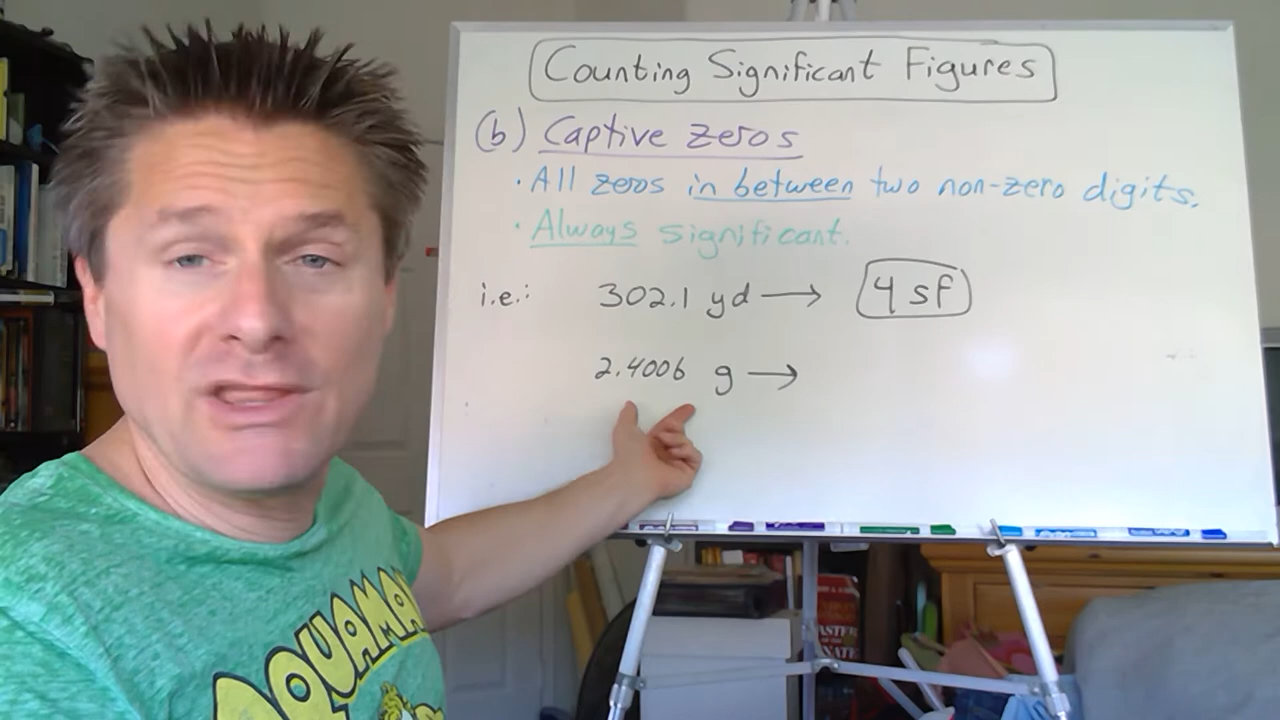 Counting Significant Figures
(b) Captive zeros
· All zeros in between two non-zero digits.
· Always significant.
i.e.: 302.1 yd → 4 sf
2.4006 g →
AQUAMAN